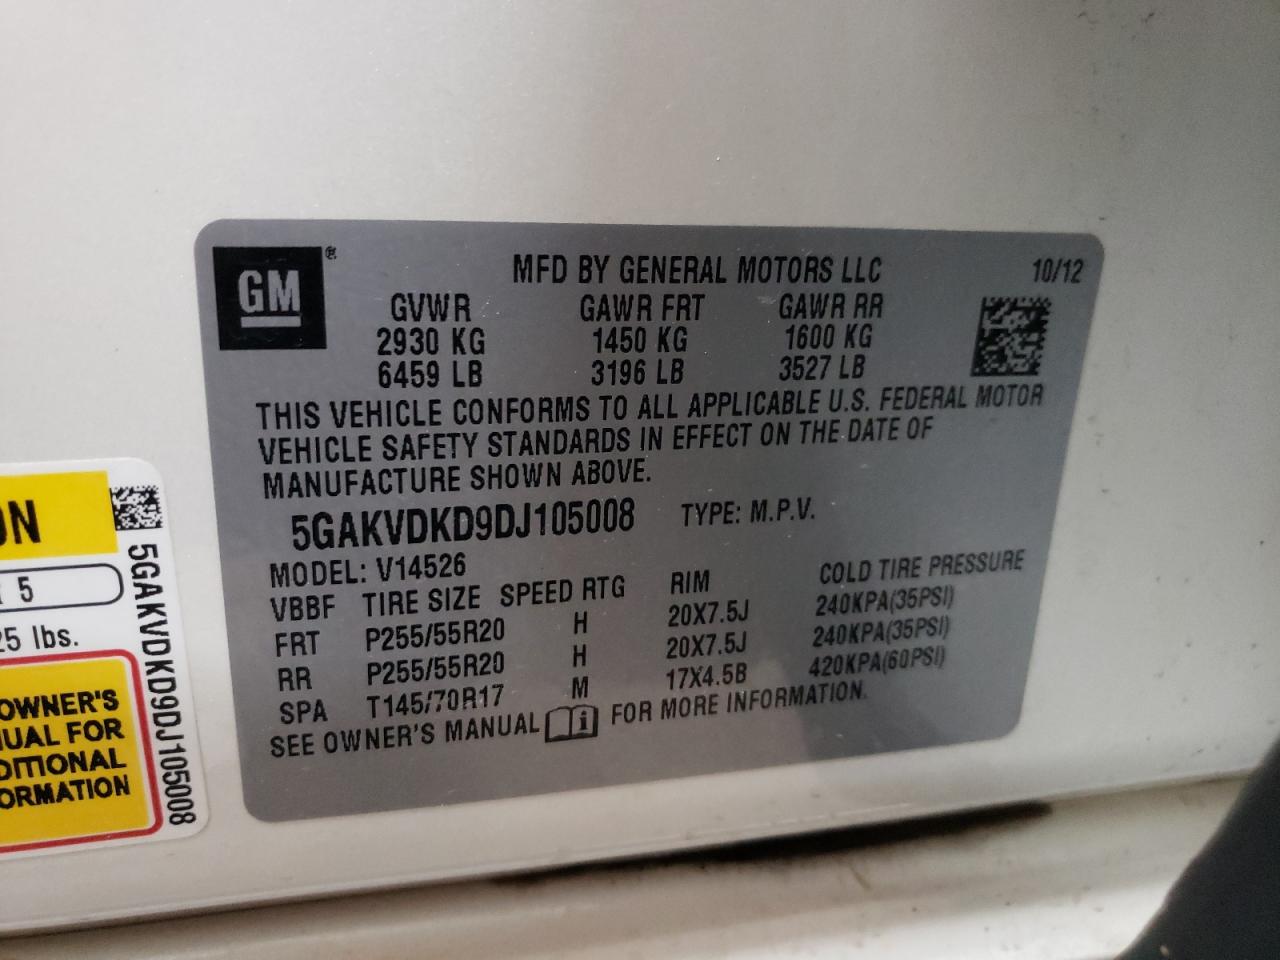 GM®
MFD BY GENERAL MOTORS LLC 10/12
GVWR GAWR FRT GAWR RR
2930 KG 1450 KG 1600 KG
6459 LB 3196 LB 3527 LB
THIS VEHICLE CONFORMS TO ALL APPLICABLE U.S. FEDERAL MOTOR
VEHICLE SAFETY STANDARDS IN EFFECT ON THE DATE OF
MANUFACTURE SHOWN ABOVE.
5GAKVDKD9DJ105008 TYPE: M.P.V.
MODEL: V14526
VBBF TIRE SIZE SPEED RTG RIM COLD TIRE PRESSURE
FRT P255/55R20 H 20X7.5J 240KPA(35PSI)
RR P255/55R20 H 20X7.5J 240KPA(35PSI)
SPA T145/70R17 M 17X4.5B 420KPA(60PSI)
SEE OWNER'S MANUAL FOR MORE INFORMATION.
ON
5
25 lbs.
OWNER'S
UAL FOR
DITIONAL
ORMATION
5GAKVDKD9DJ105008